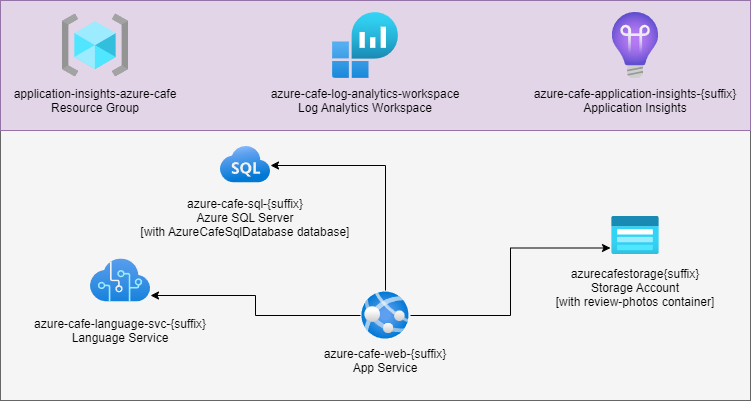 application-insights-azure-cafe
Resource Group
azure-cafe-log-analytics-workspace
Log Analytics Workspace
azure-cafe-application-insights-{suffix}
Application Insights
SQL
azure-cafe-sql-{suffix}
Azure SQL Server
[with AzureCafeSqlDatabase database]
azurecafestorage{suffix}
Storage Account
[with review-photos container]
azure-cafe-language-svc-{suffix}
Language Service
azure-cafe-web-{suffix}
App Service